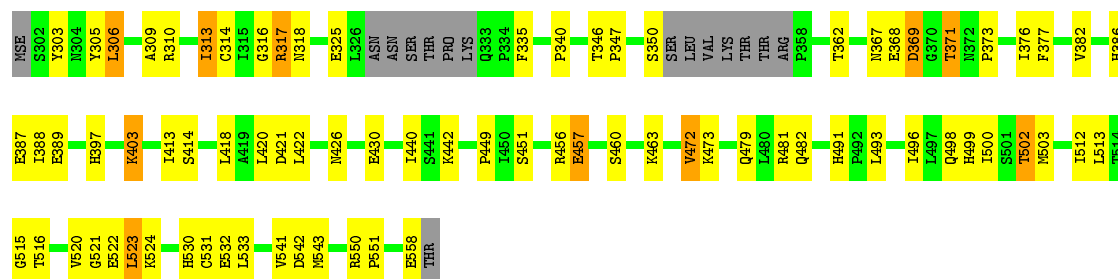 MSE S302 Y303 N304 Y305 L306 A309 R310 I313 C314 I315 G316 R317 N318 E325 L326 ASN ASN SER THR PRO LYS Q333 P334 F335 P340 T346 P347 S350 SER LEU VAL LYS THR THR ARG P358 T362 N367 E368 D369 G370 T371 N372 P373 I376 F377 V382 H386
E387 I388 E389 H397 K403 I413 S414 L418 A419 L420 D421 L422 N426 E430 I440 S441 K442 P449 I450 S451 R456 E457 S460 K463 V472 K473 Q479 L480 R481 Q482 H491 P492 L493 I496 L497 Q498 H499 I500 S501 T502 M503 I512 L513 T514
G515 T516 V520 G521 E522 L523 K524 H530 C531 E532 L533 V541 D542 M543 R550 P551 E558 THR